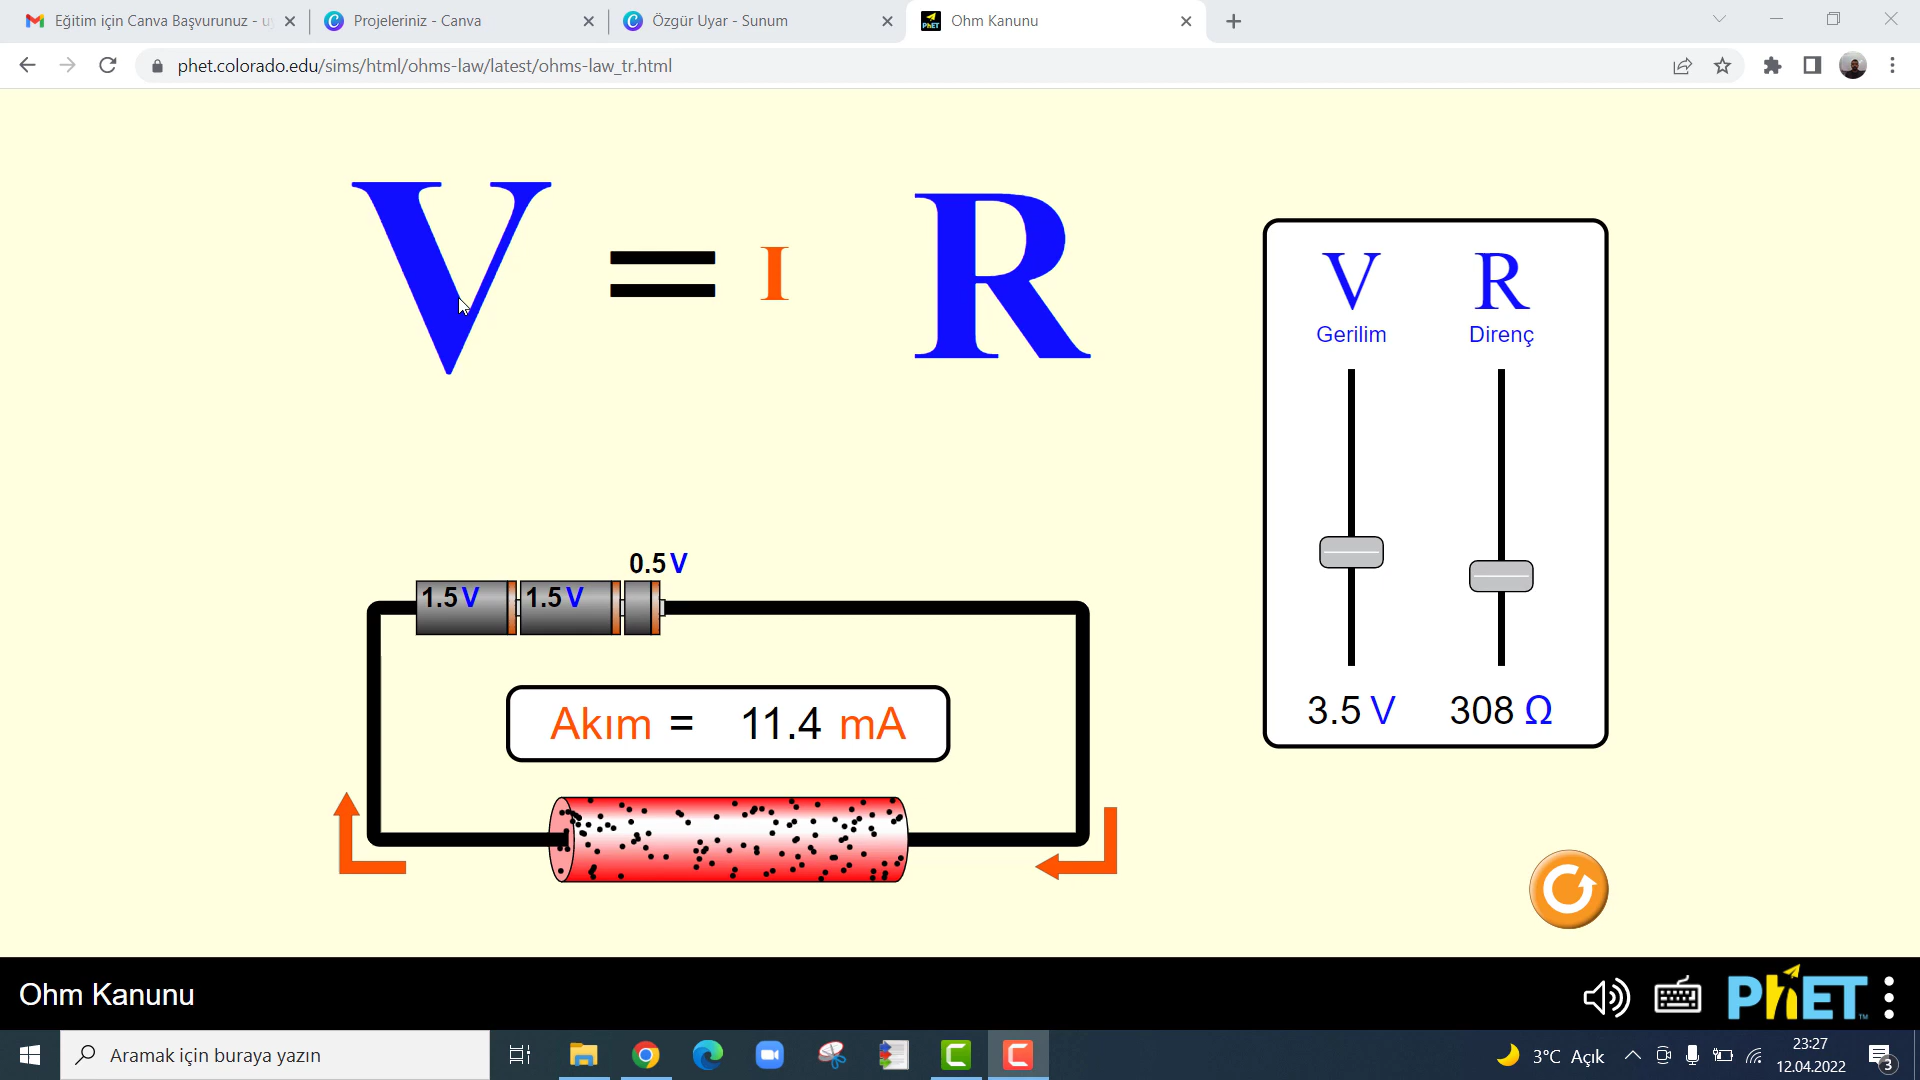 Eğitim için Canva Başvurunuz - u
Projeleriniz - Canva
Özgür Uyar - Sunum
Ohm Kanunu
phet.colorado.edu/sims/html/ohms-law/latest/ohms-law_tr.html
V = I R
V R
Gerilim Direnç
0.5 V
1.5 V 1.5 V
3.5 V 308 Ω
Akım = 11.4 mA
Ohm Kanunu
PhET
Aramak için buraya yazın
3°C Açık
23:27
12.04.2022
3